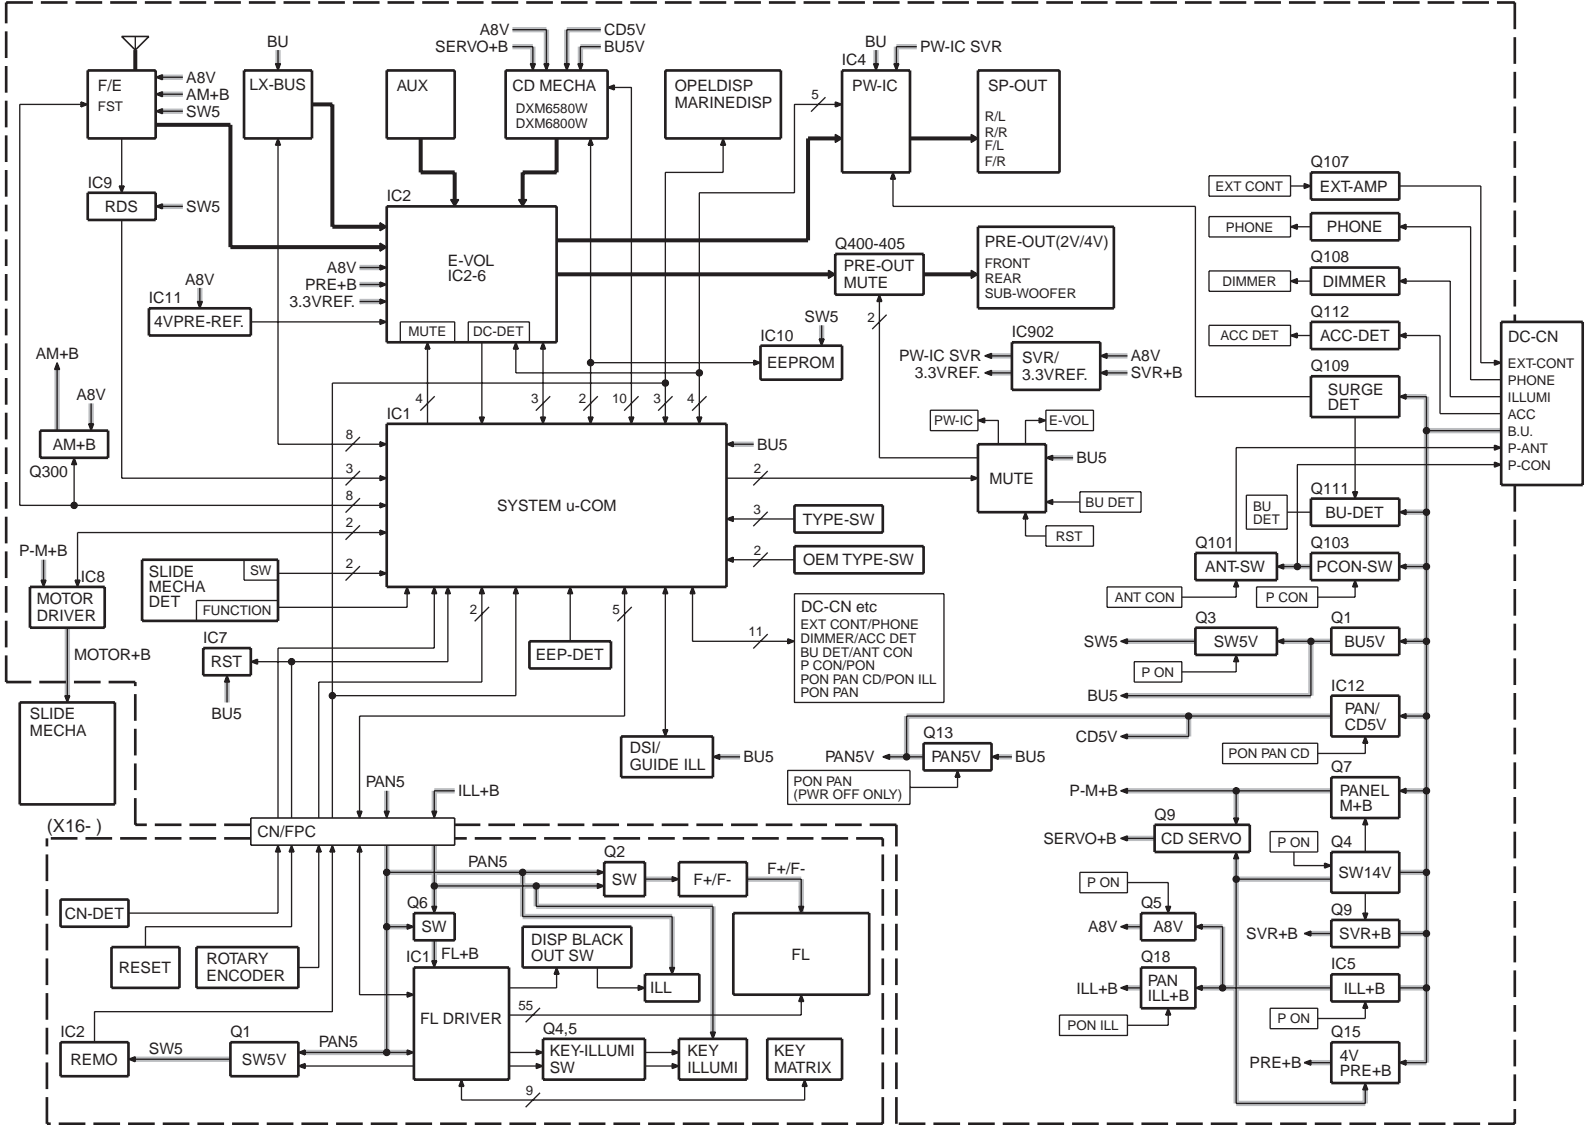 A8V
SERVO+B
CD5V
BU5V
BU
BU
PW-IC SVR
IC4
F/E
FST
A8V
AM+B
SW5
LX-BUS
AUX
CD MECHA
DXM6580W
DXM6800W
OPELDISP
MARINEDISP
5
PW-IC
SP-OUT
R/L
R/R
F/L
F/R
IC9
RDS
SW5
IC2
E-VOL
IC2-6
A8V
PRE+B
3.3VREF.
MUTE
DC-DET
A8V
IC11
4VPRE-REF.
Q400-405
PRE-OUT
MUTE
PRE-OUT(2V/4V)
FRONT
REAR
SUB-WOOFER
2
SW5
IC10
EEPROM
IC902
SVR/
3.3VREF.
PW-IC SVR
3.3VREF.
A8V
SVR+B
Q107
EXT CONT
EXT-AMP
PHONE
PHONE
Q108
DIMMER
DIMMER
Q112
ACC DET
ACC-DET
Q109
SURGE
DET
DC-CN
EXT-CONT
PHONE
ILLUMI
ACC
B.U.
P-ANT
P-CON
AM+B
A8V
AM+B
Q300
4
3
2
10
3
4
IC1
SYSTEM u-COM
8
3
8
2
2
BU5
2
3
TYPE-SW
2
OEM TYPE-SW
PW-IC
E-VOL
MUTE
BU5
BU DET
RST
Q111
BU
DET
BU-DET
Q101
ANT-SW
Q103
PCON-SW
ANT CON
P CON
P-M+B
IC8
MOTOR
DRIVER
SLIDE
MECHA
DET
SW
FUNCTION
MOTOR+B
SLIDE
MECHA
IC7
RST
BU5
2
EEP-DET
5
11
DC-CN etc
EXT CONT/PHONE
DIMMER/ACC DET
BU DET/ANT CON
P CON/PON
PON PAN CD/PON ILL
PON PAN
DSI/
GUIDE ILL
BU5
Q3
SW5V
SW5
P ON
Q1
BU5V
BU5
IC12
PAN/
CD5V
CD5V
PON PAN CD
Q13
PAN5V
PAN5V
BU5
PON PAN
(PWR OFF ONLY)
Q7
PANEL
M+B
P-M+B
Q9
CD SERVO
SERVO+B
P ON
Q4
SW14V
P ON
Q5
A8V
A8V
Q9
SVR+B
SVR+B
Q18
PAN
ILL+B
ILL+B
PON ILL
IC5
ILL+B
P ON
Q15
4V
PRE+B
PRE+B
(X16- )
PAN5
ILL+B
CN/FPC
PAN5
Q2
SW
F+/F-
F+/F-
CN-DET
RESET
ROTARY
ENCODER
Q6
SW
FL+B
IC1
FL DRIVER
DISP BLACK
OUT SW
ILL
FL
55
IC2
REMO
SW5
Q1
SW5V
PAN5
Q4,5
KEY-ILLUMI
SW
KEY
ILLUMI
KEY
MATRIX
9